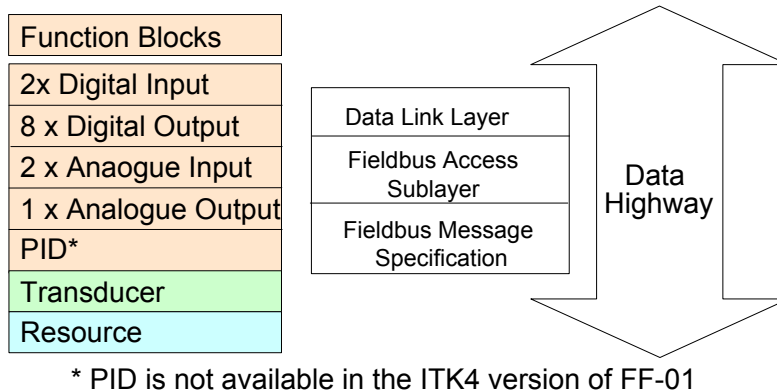 Function Blocks
2x Digital Input
8 x Digital Output
2 x Anaogue Input
1 x Analogue Output
PID*
Transducer
Resource
Data Link Layer
Fieldbus Access
Sublayer
Fieldbus Message
Specification
Data
Highway
* PID is not available in the ITK4 version of FF-01